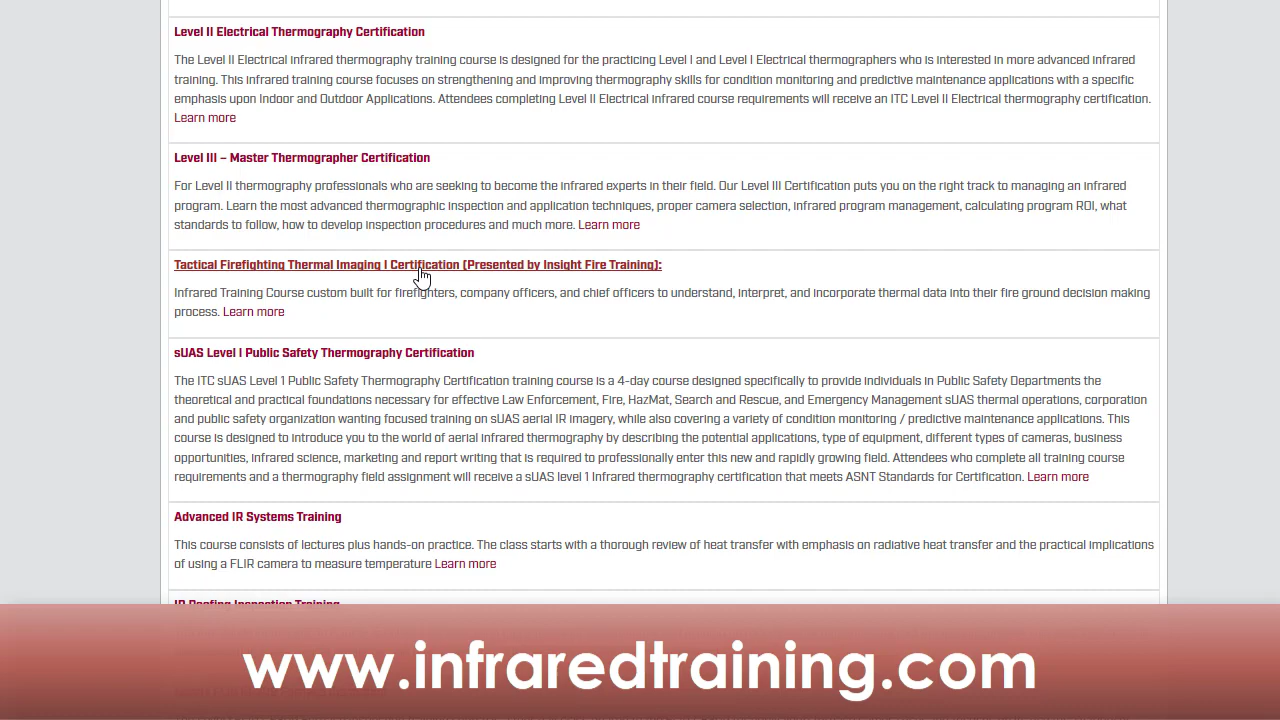 Level II Electrical Thermography Certification
The Level II Electrical infrared thermography training course is designed for the practicing Level I and Level I Electrical thermographers who is interested in more advanced infrared
training. This infrared training course focuses on strengthening and improving thermography skills for condition monitoring and predictive maintenance applications with a specific
emphasis upon Indoor and Outdoor Applications. Attendees completing Level II Electrical infrared course requirements will receive an ITC Level II Electrical thermography certification.
Learn more
Level III – Master Thermographer Certification
For Level II thermography professionals who are seeking to become the infrared experts in their field. Our Level III Certification puts you on the right track to managing an infrared
program. Learn the most advanced thermographic inspection and application techniques, proper camera selection, infrared program management, calculating program ROI, what
standards to follow, how to develop inspection procedures and much more. Learn more
Tactical Firefighting Thermal Imaging I Certification (Presented by Insight Fire Training):
Infrared Training Course custom built for firefighters, company officers, and chief officers to understand, interpret, and incorporate thermal data into their fire ground decision making
process. Learn more
sUAS Level I Public Safety Thermography Certification
The ITC sUAS Level 1 Public Safety Thermography Certification training course is a 4-day course designed specifically to provide individuals in Public Safety Departments the
theoretical and practical foundations necessary for effective Law Enforcement, Fire, HazMat, Search and Rescue, and Emergency Management sUAS thermal operations, corporation
and public safety organization wanting focused training on sUAS aerial IR imagery, while also covering a variety of condition monitoring / predictive maintenance applications. This
course is designed to introduce you to the world of aerial infrared thermography by describing the potential applications, type of equipment, different types of cameras, business
opportunities, infrared science, marketing and report writing that is required to professionally enter this new and rapidly growing field. Attendees who complete all training course
requirements and a thermography field assignment will receive a sUAS level 1 Infrared thermography certification that meets ASNT Standards for Certification. Learn more
Advanced IR Systems Training
This course consists of lectures plus hands-on practice. The class starts with a thorough review of heat transfer with emphasis on radiative heat transfer and the practical implications
of using a FLIR camera to measure temperature Learn more
IR Roofing Inspection Training
www.infraredtraining.com